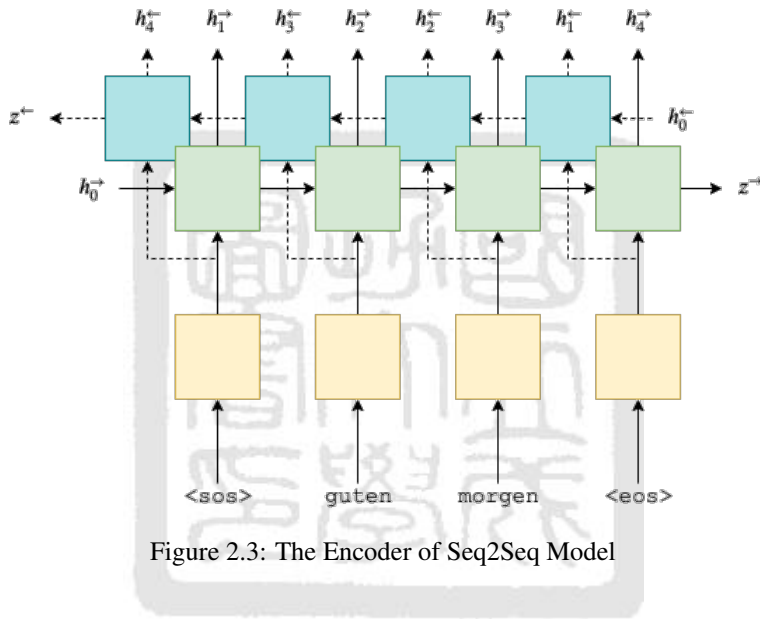 h₄← h₁→ h₃← h₂→ h₂← h₃→ h₁← h₄→
z← h₀←
h₀→ z→
<sos> guten morgen <eos>
Figure 2.3: The Encoder of Seq2Seq Model